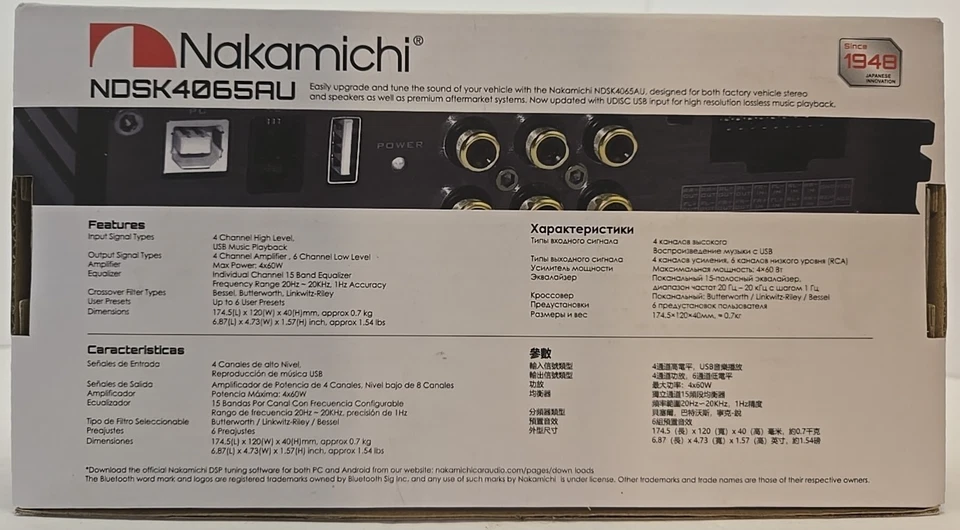 Nakamichi®
Since
1948
JAPANESE
INNOVATION
NDSK4065AU
Easily upgrade and tune the sound of your vehicle with the Nakamichi NDSK4065AU, designed for both factory vehicle stereo
and speakers as well as premium aftermarket systems. Now updated with UDISC USB input for high resolution lossless music playback.
PC
POWER
Features
Input Signal Types 4 Channel High Level,
USB Music Playback
Output Signal Types 4 Channel Amplifier , 6 Channel Low Level
Amplifier Max Power: 4x60W
Equalizer Individual Channel 15 Band Equalizer
Frequency Range 20Hz ~ 20KHz, 1Hz Accuracy
Crossover Filter Types Bessel, Butterworth, Linkwitz-Riley
User Presets Up to 6 User Presets
Dimensions 174.5(L) x 120(W) x 40(H)mm, approx 0.7 kg
6.87(L) x 4.73(W) x 1.57(H) inch, approx 1.54 lbs
Характеристики
Типы входного сигнала 4 каналов высокого
Воспроизведение музыки с USB
Типы выходного сигнала 4 каналов усиления, 6 каналов низкого уровня (RCA)
Усилитель мощности Максимальная мощность: 4×60 Вт
Эквалайзер Поканальный 15-полосный эквалайзер,
диапазон частот 20 Гц – 20 кГц с шагом 1 Гц
Кроссовер Поканальный: Butterworth / Linkwitz-Riley / Bessel
Предустановки 6 предустановок пользователя
Размеры и вес 174.5×120×40мм, ≈0.7кг
Caracteristicas
Señales de Entrada 4 Canales de alto Nivel,
Reproducción de música USB
Señales de Salida Amplificador de Potencia de 4 Canales, Nivel bajo de 8 Canales
Amplificador Potencia Máxima: 4x60W
Ecualizador 15 Bandas Por Canal Con Frecuencia Configurable
Rango de frecuencia 20Hz ~ 20KHz, precisión de 1Hz
Tipo de Filtro Seleccionable Butterworth / Linkwitz-Riley / Bessel
Preajustes 6 Preajustes
Dimensiones 174.5(L) x 120(W) x 40(H)mm, approx 0.7 kg
6.87(L) x 4.73(W) x 1.57(H) inch, approx 1.54 lbs
參數
輸入信號類型 4通道高電平、USB音樂播放
輸出信號類型 4通道功放、6通道低電平
功放 最大功率：4x60W
均衡器 獨立通道15頻段均衡器
頻率範圍20Hz–20KHz、1Hz精度
分頻器類型 貝塞爾、巴特沃斯、寧克-銳
預置音效 6組預置音效
外型尺寸 174.5（長）x 120（寬）x 40（高）毫米，約0.7千克
6.87（長）x 4.73（寬）x 1.57（高）英寸，約1.54磅
*Download the official Nakamichi DSP tuning software for both PC and Android from our website: nakamichicaraudio.com/pages/down loads
The Bluetooth word mark and logos are registered trademarks owned by Bluetooth Sig Inc, and any use of such marks by Nakamichi is under license. Other trademarks and trade names are those of their respective owners.